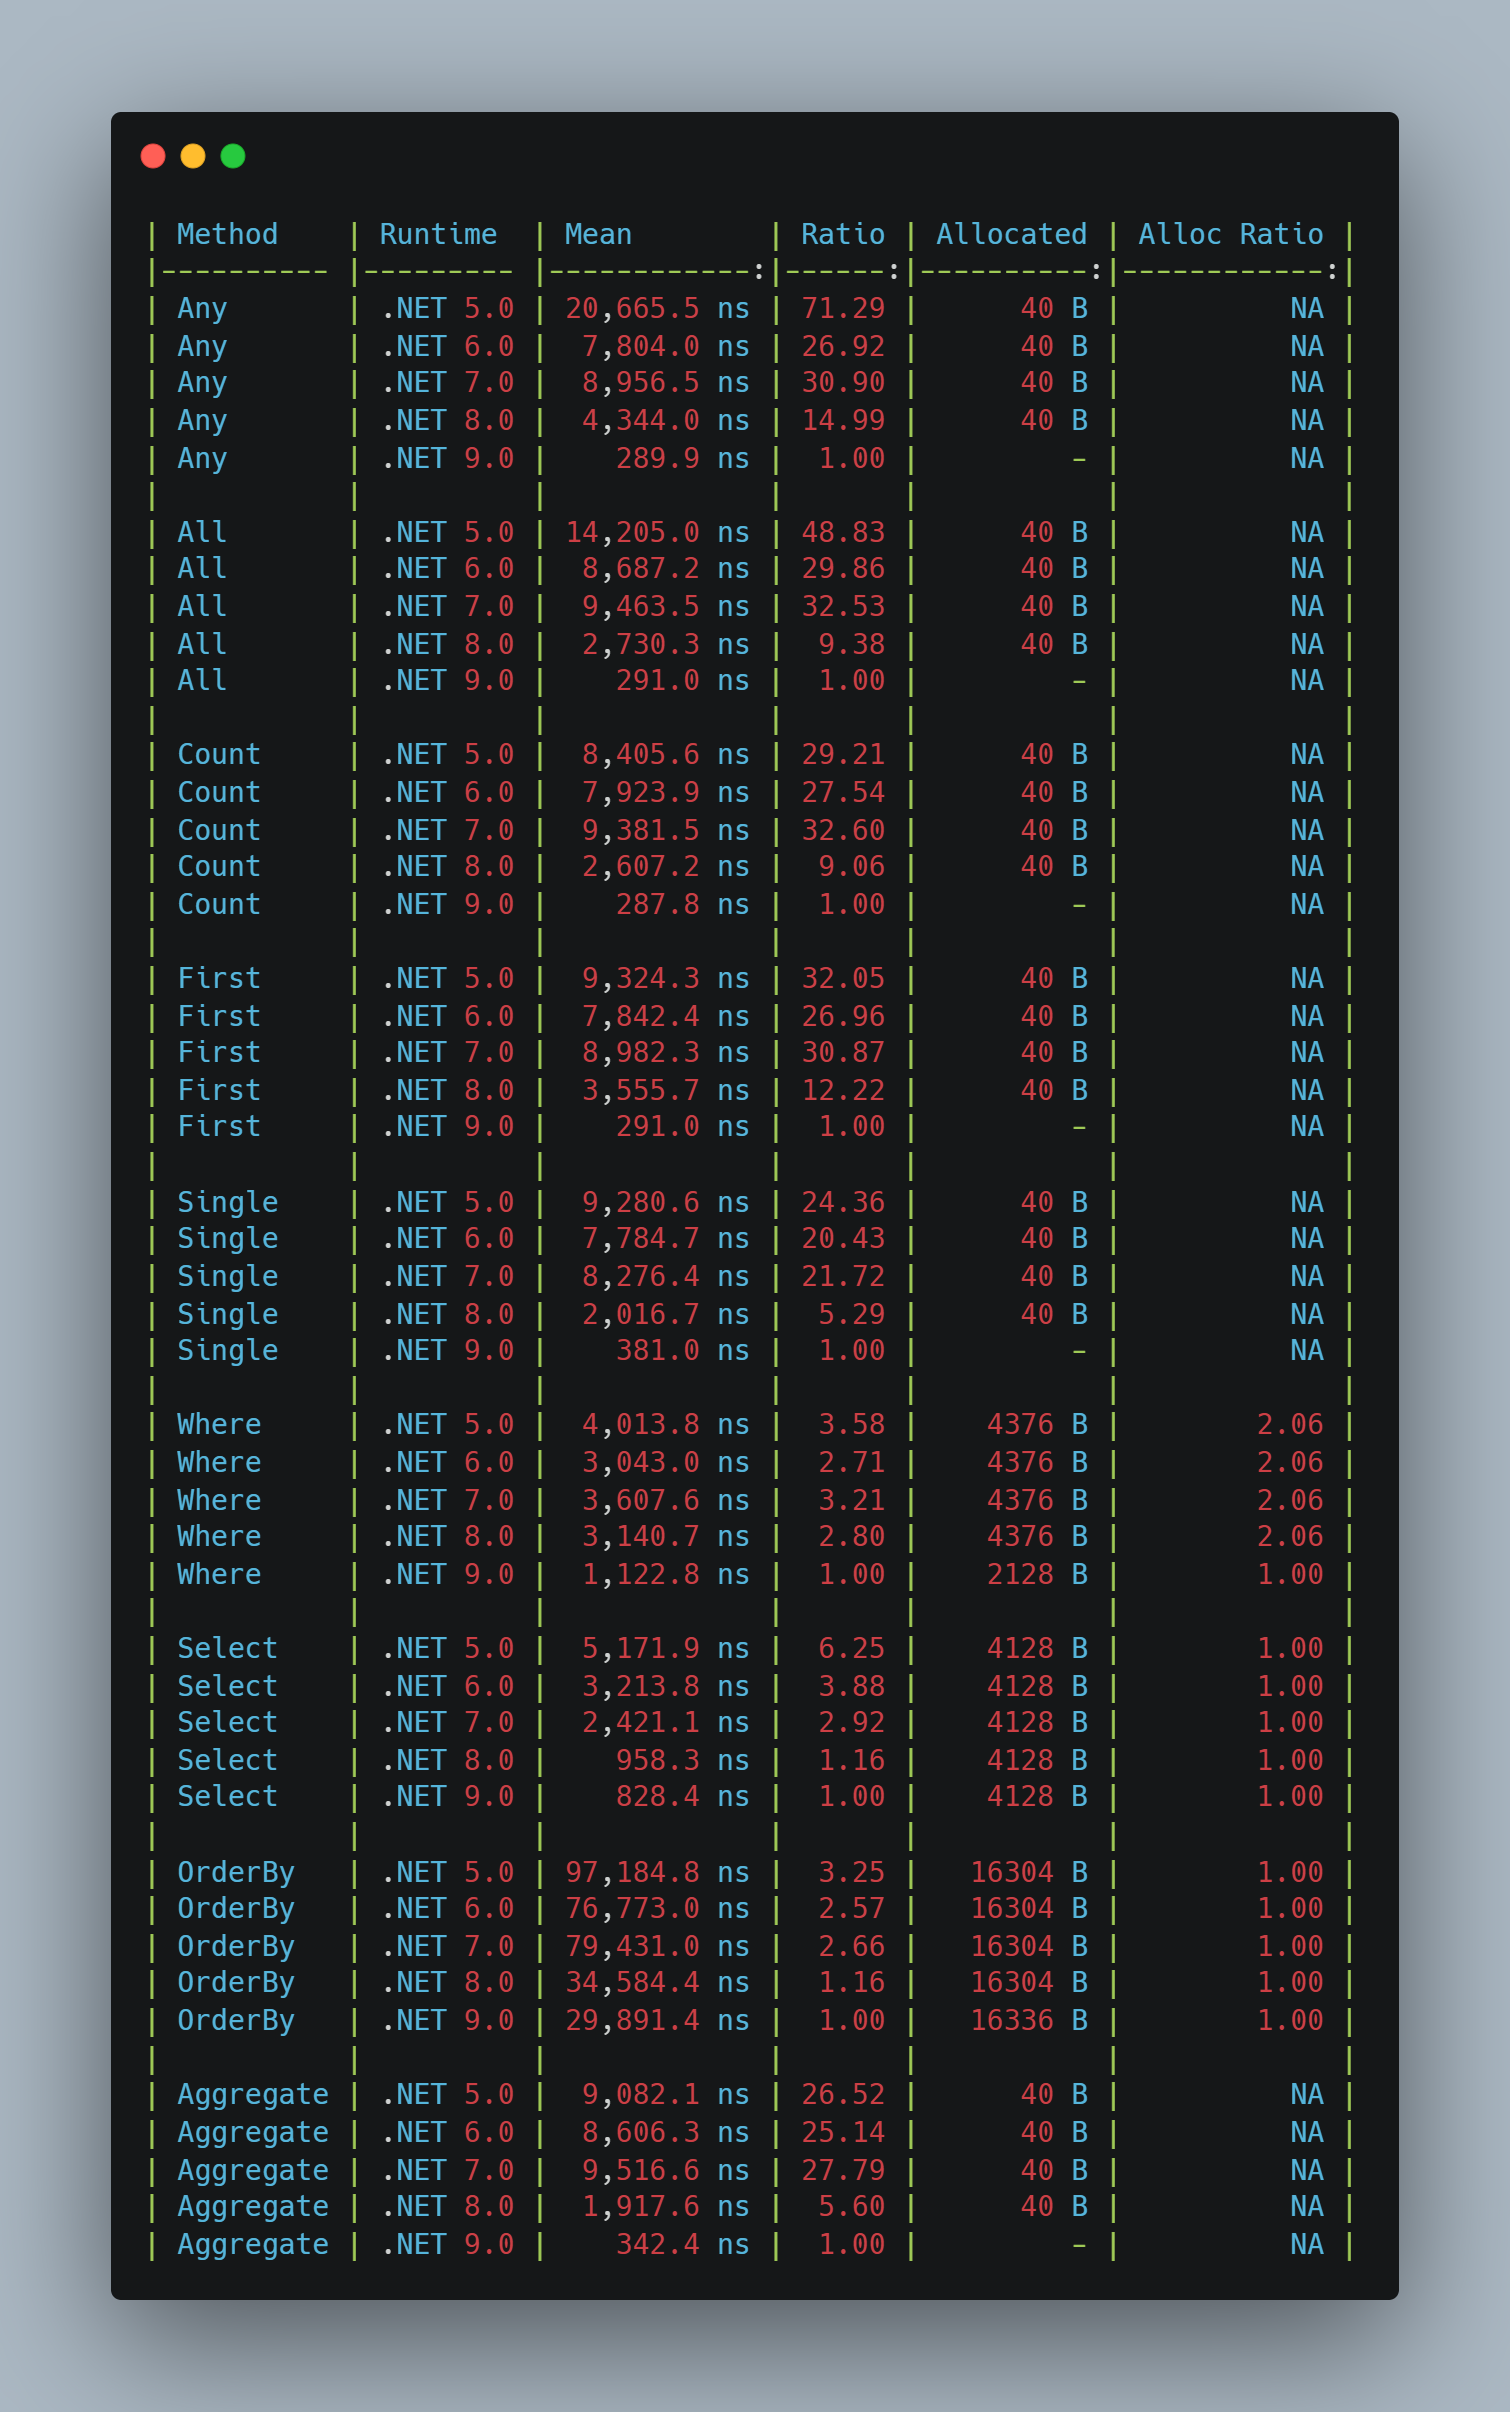 | Method    | Runtime  | Mean        | Ratio | Allocated | Alloc Ratio |
|---------- |--------- |------------:|------:|----------:|------------:|
| Any       | .NET 5.0 | 20,665.5 ns | 71.29 |      40 B |          NA |
| Any       | .NET 6.0 |  7,804.0 ns | 26.92 |      40 B |          NA |
| Any       | .NET 7.0 |  8,956.5 ns | 30.90 |      40 B |          NA |
| Any       | .NET 8.0 |  4,344.0 ns | 14.99 |      40 B |          NA |
| Any       | .NET 9.0 |    289.9 ns |  1.00 |         - |          NA |
|           |          |             |       |           |             |
| All       | .NET 5.0 | 14,205.0 ns | 48.83 |      40 B |          NA |
| All       | .NET 6.0 |  8,687.2 ns | 29.86 |      40 B |          NA |
| All       | .NET 7.0 |  9,463.5 ns | 32.53 |      40 B |          NA |
| All       | .NET 8.0 |  2,730.3 ns |  9.38 |      40 B |          NA |
| All       | .NET 9.0 |    291.0 ns |  1.00 |         - |          NA |
|           |          |             |       |           |             |
| Count     | .NET 5.0 |  8,405.6 ns | 29.21 |      40 B |          NA |
| Count     | .NET 6.0 |  7,923.9 ns | 27.54 |      40 B |          NA |
| Count     | .NET 7.0 |  9,381.5 ns | 32.60 |      40 B |          NA |
| Count     | .NET 8.0 |  2,607.2 ns |  9.06 |      40 B |          NA |
| Count     | .NET 9.0 |    287.8 ns |  1.00 |         - |          NA |
|           |          |             |       |           |             |
| First     | .NET 5.0 |  9,324.3 ns | 32.05 |      40 B |          NA |
| First     | .NET 6.0 |  7,842.4 ns | 26.96 |      40 B |          NA |
| First     | .NET 7.0 |  8,982.3 ns | 30.87 |      40 B |          NA |
| First     | .NET 8.0 |  3,555.7 ns | 12.22 |      40 B |          NA |
| First     | .NET 9.0 |    291.0 ns |  1.00 |         - |          NA |
|           |          |             |       |           |             |
| Single    | .NET 5.0 |  9,280.6 ns | 24.36 |      40 B |          NA |
| Single    | .NET 6.0 |  7,784.7 ns | 20.43 |      40 B |          NA |
| Single    | .NET 7.0 |  8,276.4 ns | 21.72 |      40 B |          NA |
| Single    | .NET 8.0 |  2,016.7 ns |  5.29 |      40 B |          NA |
| Single    | .NET 9.0 |    381.0 ns |  1.00 |         - |          NA |
|           |          |             |       |           |             |
| Where     | .NET 5.0 |  4,013.8 ns |  3.58 |    4376 B |        2.06 |
| Where     | .NET 6.0 |  3,043.0 ns |  2.71 |    4376 B |        2.06 |
| Where     | .NET 7.0 |  3,607.6 ns |  3.21 |    4376 B |        2.06 |
| Where     | .NET 8.0 |  3,140.7 ns |  2.80 |    4376 B |        2.06 |
| Where     | .NET 9.0 |  1,122.8 ns |  1.00 |    2128 B |        1.00 |
|           |          |             |       |           |             |
| Select    | .NET 5.0 |  5,171.9 ns |  6.25 |    4128 B |        1.00 |
| Select    | .NET 6.0 |  3,213.8 ns |  3.88 |    4128 B |        1.00 |
| Select    | .NET 7.0 |  2,421.1 ns |  2.92 |    4128 B |        1.00 |
| Select    | .NET 8.0 |    958.3 ns |  1.16 |    4128 B |        1.00 |
| Select    | .NET 9.0 |    828.4 ns |  1.00 |    4128 B |        1.00 |
|           |          |             |       |           |             |
| OrderBy   | .NET 5.0 | 97,184.8 ns |  3.25 |   16304 B |        1.00 |
| OrderBy   | .NET 6.0 | 76,773.0 ns |  2.57 |   16304 B |        1.00 |
| OrderBy   | .NET 7.0 | 79,431.0 ns |  2.66 |   16304 B |        1.00 |
| OrderBy   | .NET 8.0 | 34,584.4 ns |  1.16 |   16304 B |        1.00 |
| OrderBy   | .NET 9.0 | 29,891.4 ns |  1.00 |   16336 B |        1.00 |
|           |          |             |       |           |             |
| Aggregate | .NET 5.0 |  9,082.1 ns | 26.52 |      40 B |          NA |
| Aggregate | .NET 6.0 |  8,606.3 ns | 25.14 |      40 B |          NA |
| Aggregate | .NET 7.0 |  9,516.6 ns | 27.79 |      40 B |          NA |
| Aggregate | .NET 8.0 |  1,917.6 ns |  5.60 |      40 B |          NA |
| Aggregate | .NET 9.0 |    342.4 ns |  1.00 |         - |          NA |